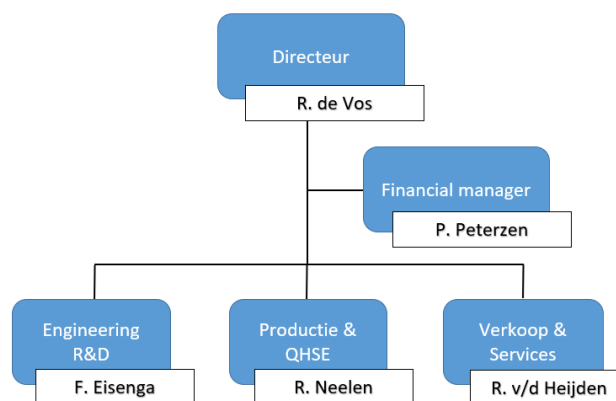 Directeur
R. de Vos
Financial manager
P. Peterzen
Engineering
R&D
F. Eisenga
Productie &
QHSE
R. Neelen
Verkoop &
Services
R. v/d Heijden